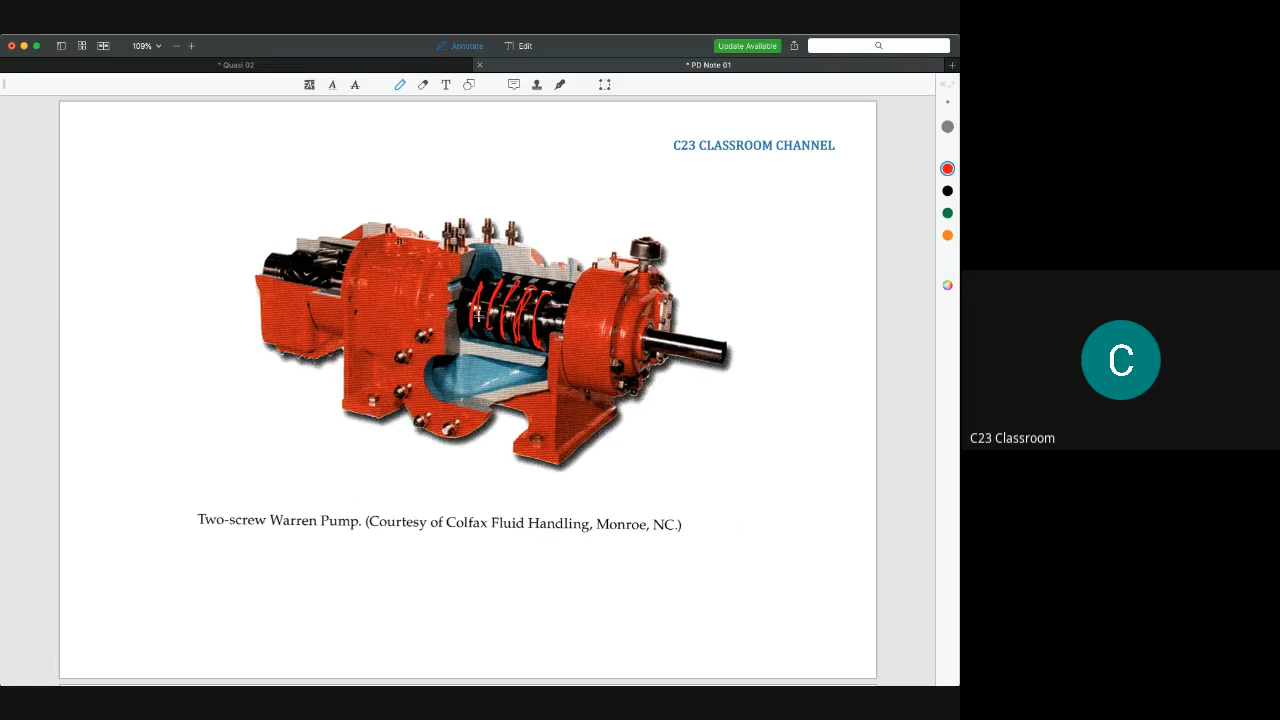 109%
Annotate
Edit
Update Available
* Quasi 02
* PD Note 01
C23 CLASSROOM CHANNEL
Two-screw Warren Pump. (Courtesy of Colfax Fluid Handling, Monroe, NC.)
C
C23 Classroom